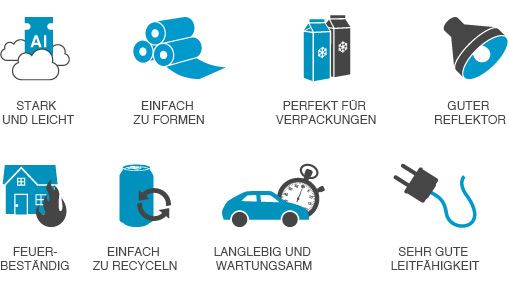 Al
STARK
UND LEICHT
EINFACH
ZU FORMEN
PERFEKT FÜR
VERPACKUNGEN
GUTER
REFLEKTOR
FEUER-
BESTÄNDIG
EINFACH
ZU RECYCELN
LANGLEBIG UND
WARTUNGSARM
SEHR GUTE
LEITFÄHIGKEIT